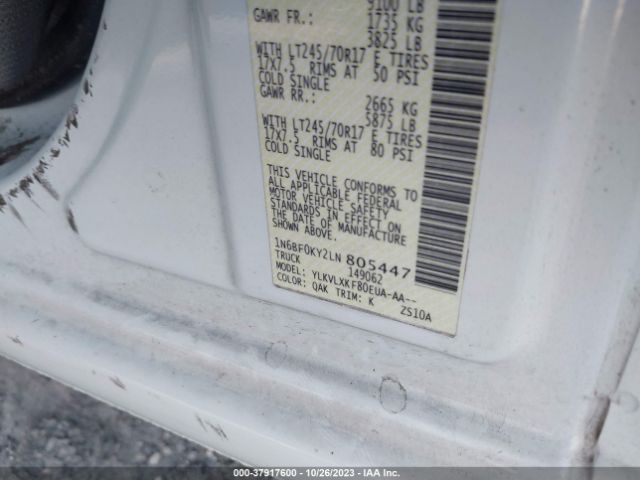 9100 LB
GAWR FR.: 1735 KG
3825 LB
WITH LT245/70R17 E TIRES
17X7.5 RIMS AT 50 PSI
COLD SINGLE
GAWR RR.: 2665 KG
5875 LB
WITH LT245/70R17 E TIRES
17X7.5 RIMS AT 80 PSI
COLD SINGLE
THIS VEHICLE CONFORMS TO
ALL APPLICABLE FEDERAL
MOTOR VEHICLE SAFETY
STANDARDS IN EFFECT ON
THE DATE OF MANUFACTURE
SHOWN ABOVE.
1N6BF0KY2LN 805447
TRUCK 149062
MODEL: YLKVLXKF80EUA-AA--
COLOR: QAK TRIM: K ZS10A
000-37917600 - 10/26/2023 - IAA Inc.